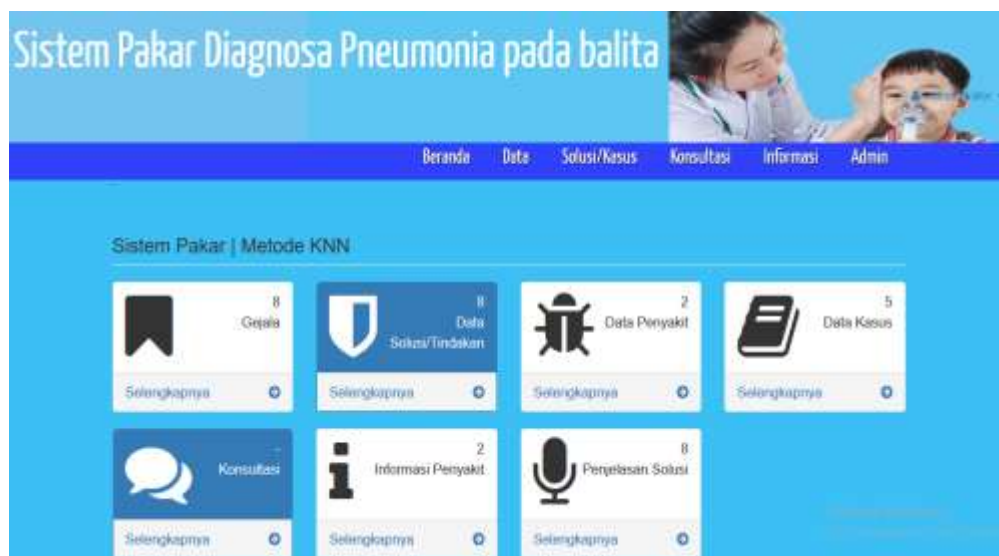 Sistem Pakar Diagnosa Pneumonia pada balita
Beranda Data Solusi/Kasus Konsultasi Informasi Admin
Sistem Pakar | Metode KNN
8
Gejala
Selengkapnya
8
Data
Solusi/Tindakan
Selengkapnya
2
Data Penyakit
Selengkapnya
5
Data Kasus
Selengkapnya
-
Konsultasi
Selengkapnya
2
Informasi Penyakit
Selengkapnya
8
Penjelasan Solusi
Selengkapnya